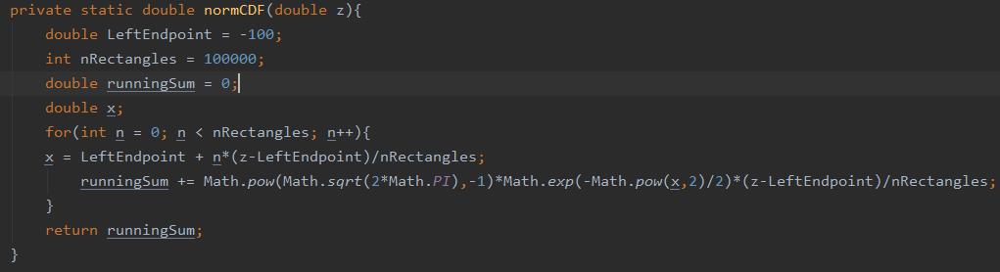 private static double normCDF(double z){
    double LeftEndpoint = -100;
    int nRectangles = 100000;
    double runningSum = 0;
    double x;
    for(int n = 0; n < nRectangles; n++){
    x = LeftEndpoint + n*(z-LeftEndpoint)/nRectangles;
        runningSum += Math.pow(Math.sqrt(2*Math.PI),-1)*Math.exp(-Math.pow(x,2)/2)*(z-LeftEndpoint)/nRectangles;
    }
    return runningSum;
}